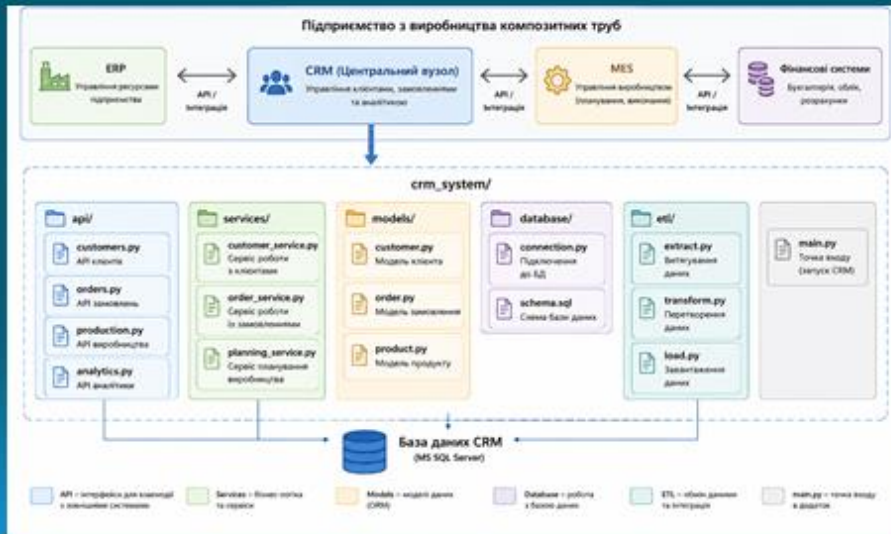 Підприємство з виробництва композитних труб
ERP
Управління ресурсами
підприємства
API /
Інтеграція
CRM (Центральний вузол)
Управління клієнтами, замовленнями
та аналітикою
API /
Інтеграція
MES
Управління виробництвом
(планування, виконання)
API /
Інтеграція
Фінансові системи
Бухгалтерія, облік,
розрахунки
crm_system/
api/
customers.py
API клієнтів
orders.py
API замовлень
production.py
API виробництва
analytics.py
API аналітики
services/
customer_service.py
Сервіс роботи
з клієнтами
order_service.py
Сервіс роботи
із замовленнями
planning_service.py
Сервіс планування
виробництва
models/
customer.py
Модель клієнта
order.py
Модель замовлення
product.py
Модель продукту
database/
connection.py
Підключення
до БД
schema.sql
Схема бази даних
etl/
extract.py
Витягування
даних
transform.py
Перетворення
даних
load.py
Завантаження
даних
main.py
Точка входу
(запуск CRM)
База даних CRM
(MS SQL Server)
API – інтерфейси для взаємодії
з зовнішніми системами
Services – бізнес-логіка
та сервіси
Models – моделі даних
(ORM)
Database – робота
з базою даних
ETL – обмін даними
та інтеграція
main.py – точка входу
в додаток